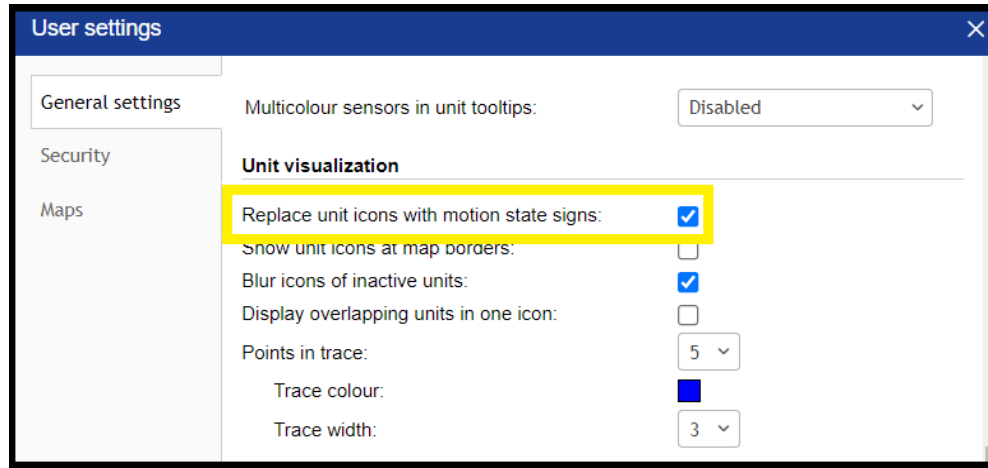 User settings
General settings
Multicolour sensors in unit tooltips: Disabled
Security
Unit visualization
Maps
Replace unit icons with motion state signs:
Show unit icons at map borders:
Blur icons of inactive units:
Display overlapping units in one icon:
Points in trace: 5
Trace colour:
Trace width: 3